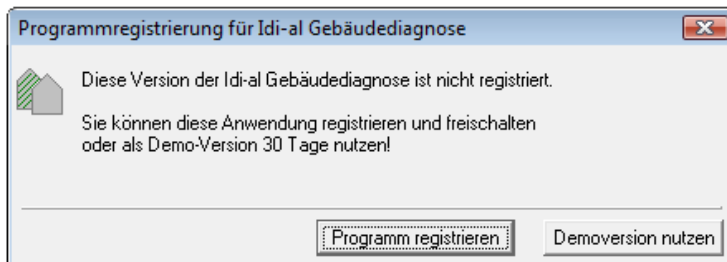 Programmregistrierung für Idi-al Gebäudediagnose
Diese Version der Idi-al Gebäudediagnose ist nicht registriert.
Sie können diese Anwendung registrieren und freischalten
oder als Demo-Version 30 Tage nutzen!
Programm registrieren
Demoversion nutzen